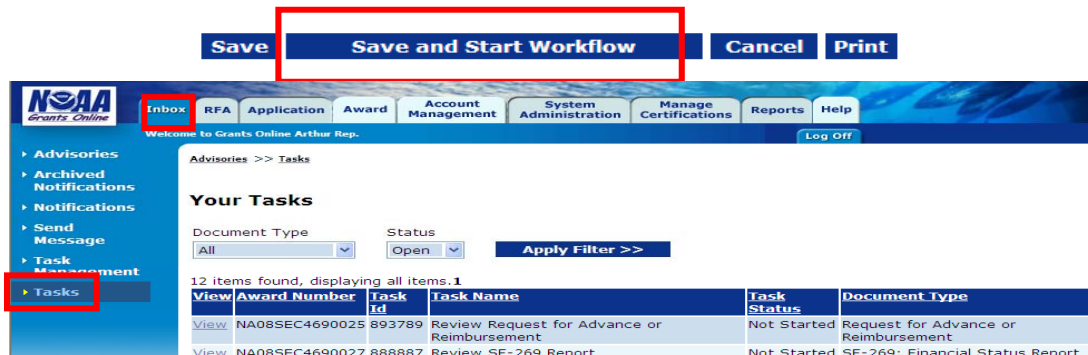 Save Save and Start Workflow Cancel Print
NOAA
Grants Online
Inbox RFA Application Award Account Management System Administration Manage Certifications Reports Help
Welcome to Grants Online Arthur Rep. Log Off
Advisories
Archived
Notifications
Notifications
Send
Message
Task
Management
Tasks
Advisories >> Tasks
Your Tasks
Document Type Status
All Open Apply Filter >>
12 items found, displaying all items.1
View Award Number Task Id Task Name Task Status Document Type
View NA08SEC4690025 893789 Review Request for Advance or Reimbursement Not Started Request for Advance or Reimbursement
View NA08SEC4690027 888887 Review SF-269 Report Not Started SF-269: Financial Status Report